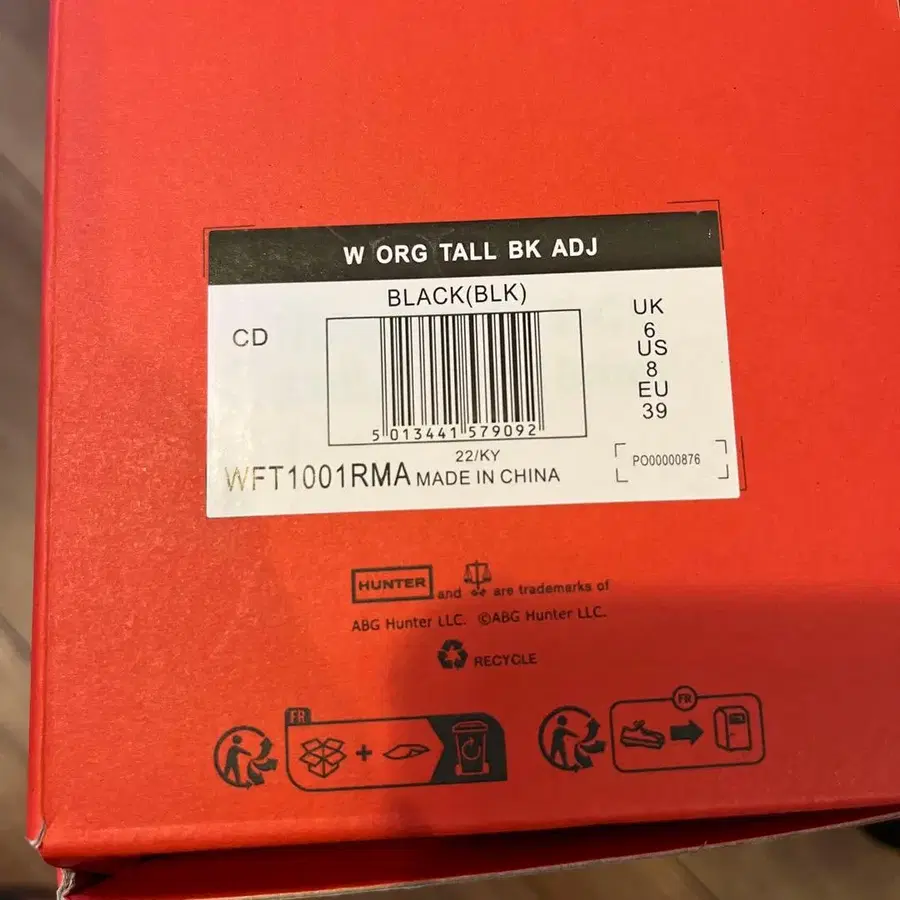 W ORG TALL BK ADJ
BLACK(BLK)
CD
UK
6
US
8
EU
39
5 013441 579092
22/KY
WFT1001RMA MADE IN CHINA
PO00000876
HUNTER and are trademarks of
ABG Hunter LLC. ©ABG Hunter LLC.
RECYCLE
FR
+
FR